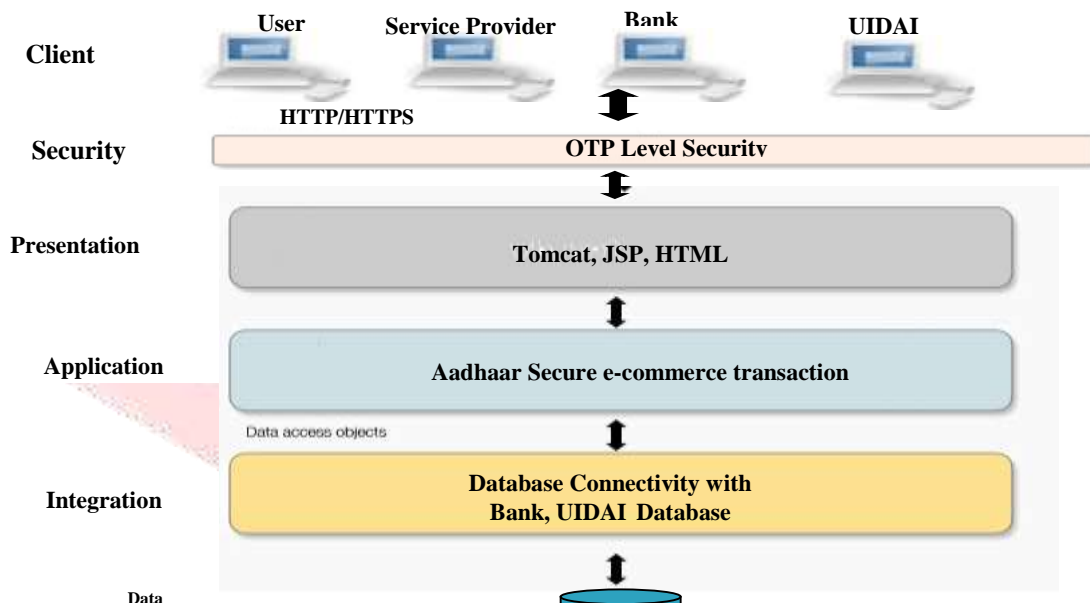 User
Service Provider
Bank
UIDAI
Client
HTTP/HTTPS
Security
OTP Level Security
Presentation
Tomcat, JSP, HTML
Application
Aadhaar Secure e-commerce transaction
Data access objects
Integration
Database Connectivity with
Bank, UIDAI Database
Data